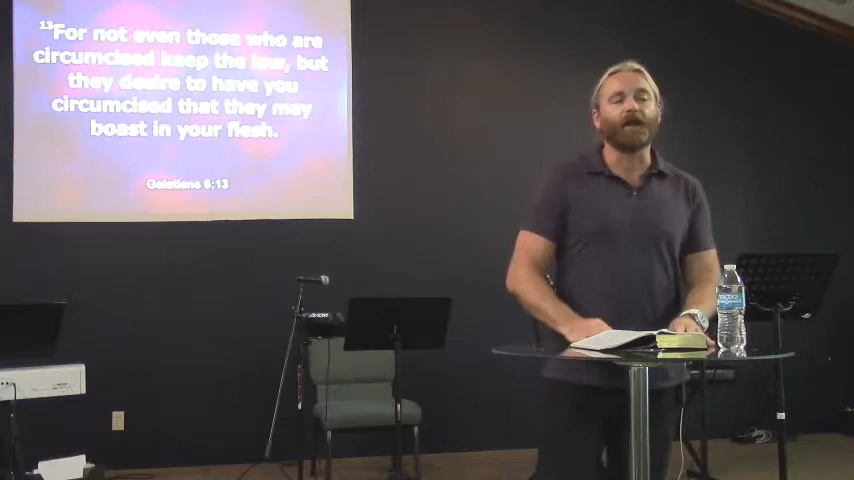 13For not even those who are
circumcised keep the law, but
they desire to have you
circumcised that they may
boast in your flesh.
Galatians 6:13